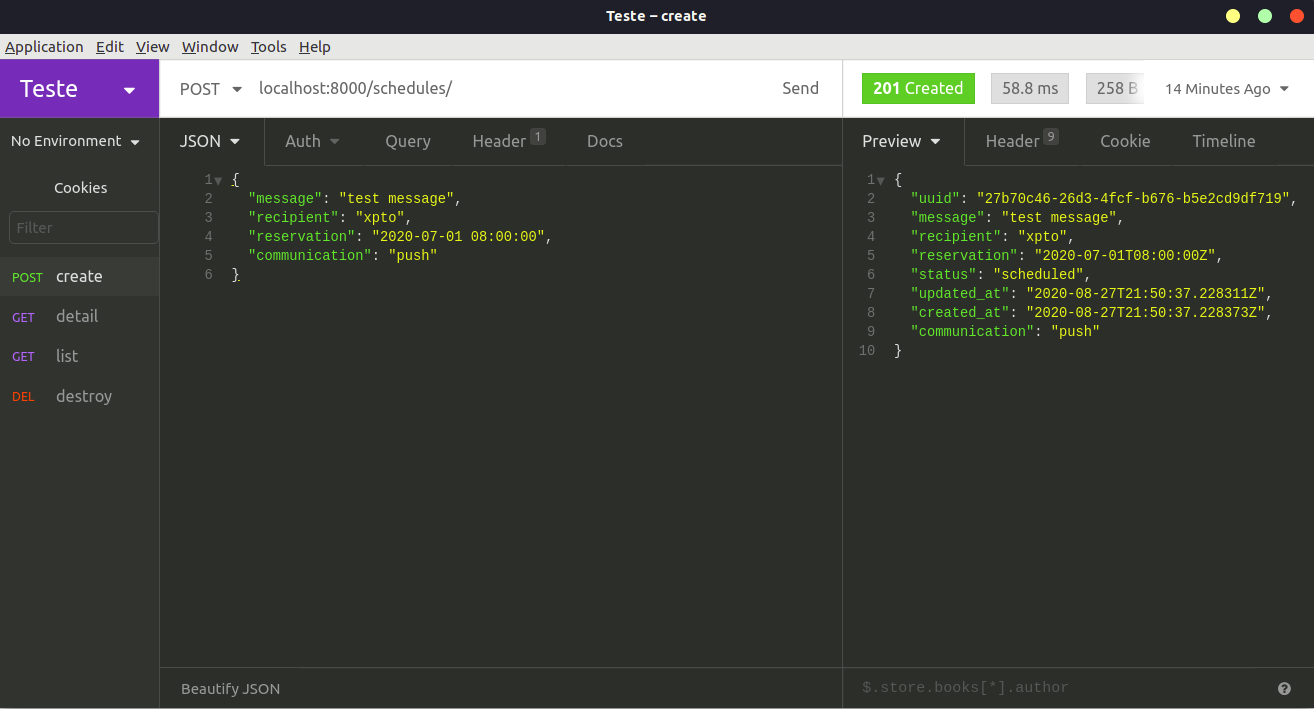 Teste – create
Application Edit View Window Tools Help
Teste
POST localhost:8000/schedules/ Send
201 Created 58.8 ms 258 B 14 Minutes Ago
No Environment
Cookies
Filter
POST create
GET detail
GET list
DEL destroy
JSON Auth Query Header 1 Docs
1 {
2 "message": "test message",
3 "recipient": "xpto",
4 "reservation": "2020-07-01 08:00:00",
5 "communication": "push"
6 }
Beautify JSON
Preview Header 9 Cookie Timeline
1 {
2 "uuid": "27b70c46-26d3-4fcf-b676-b5e2cd9df719",
3 "message": "test message",
4 "recipient": "xpto",
5 "reservation": "2020-07-01T08:00:00Z",
6 "status": "scheduled",
7 "updated_at": "2020-08-27T21:50:37.228311Z",
8 "created_at": "2020-08-27T21:50:37.228373Z",
9 "communication": "push"
10 }
$.store.books[*].author
?